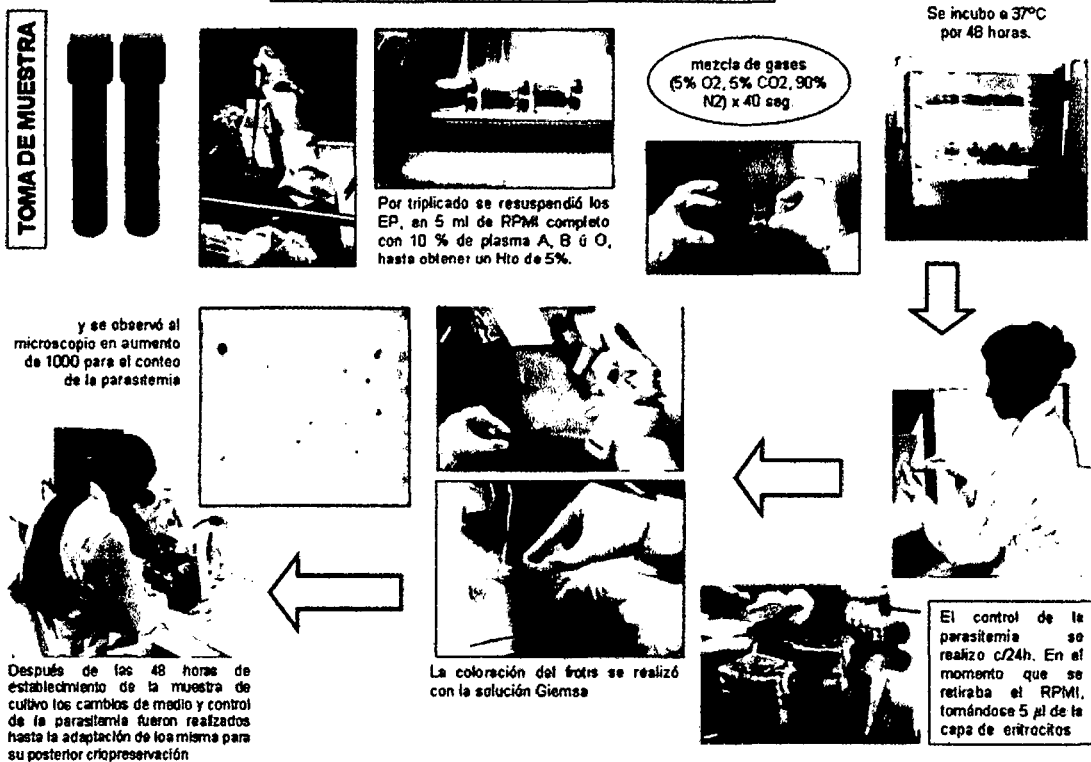 TOMA DE MUESTRA
Por triplicado se resuspendió los
EP, en 5 ml de RPMI completo
con 10 % de plasma A, B ú O,
hasta obtener un Hto de 5%.
mezcla de gases
(5% O2, 5% CO2, 90%
N2) x 40 seg.
Se incubo a 37ºC
por 48 horas.
El control de la
parasitemia se
realizo c/24h. En el
momento que se
retiraba el RPMI,
tomándose 5 µl de la
capa de eritrocitos
La coloración del frotis se realizó
con la solución Giemsa
y se observó al
microscopio en aumento
de 1000 para el conteo
de la parasitemia
Después de las 48 horas de
establecimiento de la muestra de
cultivo los cambios de medio y control
de la parasitemia fueron realizados
hasta la adaptación de loa misma para
su posterior criopreservación